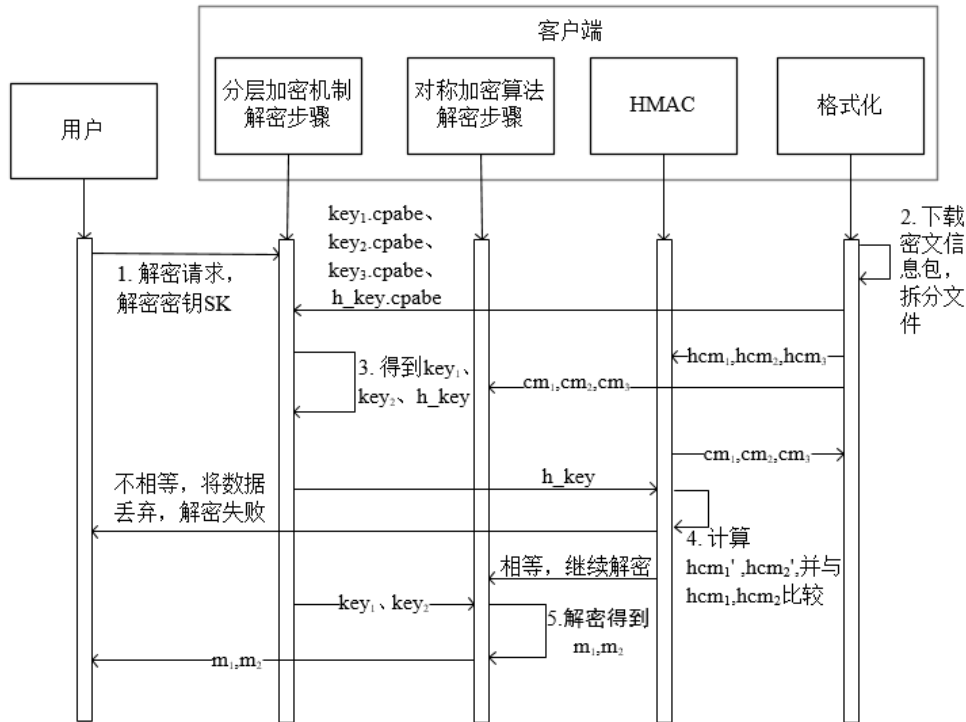 客户端
用户
分层加密机制
解密步骤
对称加密算法
解密步骤
HMAC
格式化
key₁.cpabe、
key₂.cpabe、
key₃.cpabe、
h_key.cpabe
2. 下载
密文信
息包，
拆分文
件
1. 解密请求，
解密密钥SK
hcm₁,hcm₂,hcm₃
3. 得到key₁、
key₂、h_key
cm₁,cm₂,cm₃
cm₁,cm₂,cm₃
不相等，将数据
丢弃，解密失败
h_key
4. 计算
hcm₁' ,hcm₂',并与
hcm₁,hcm₂比较
相等，继续解密
key₁、key₂
5.解密得到
m₁,m₂
m₁,m₂